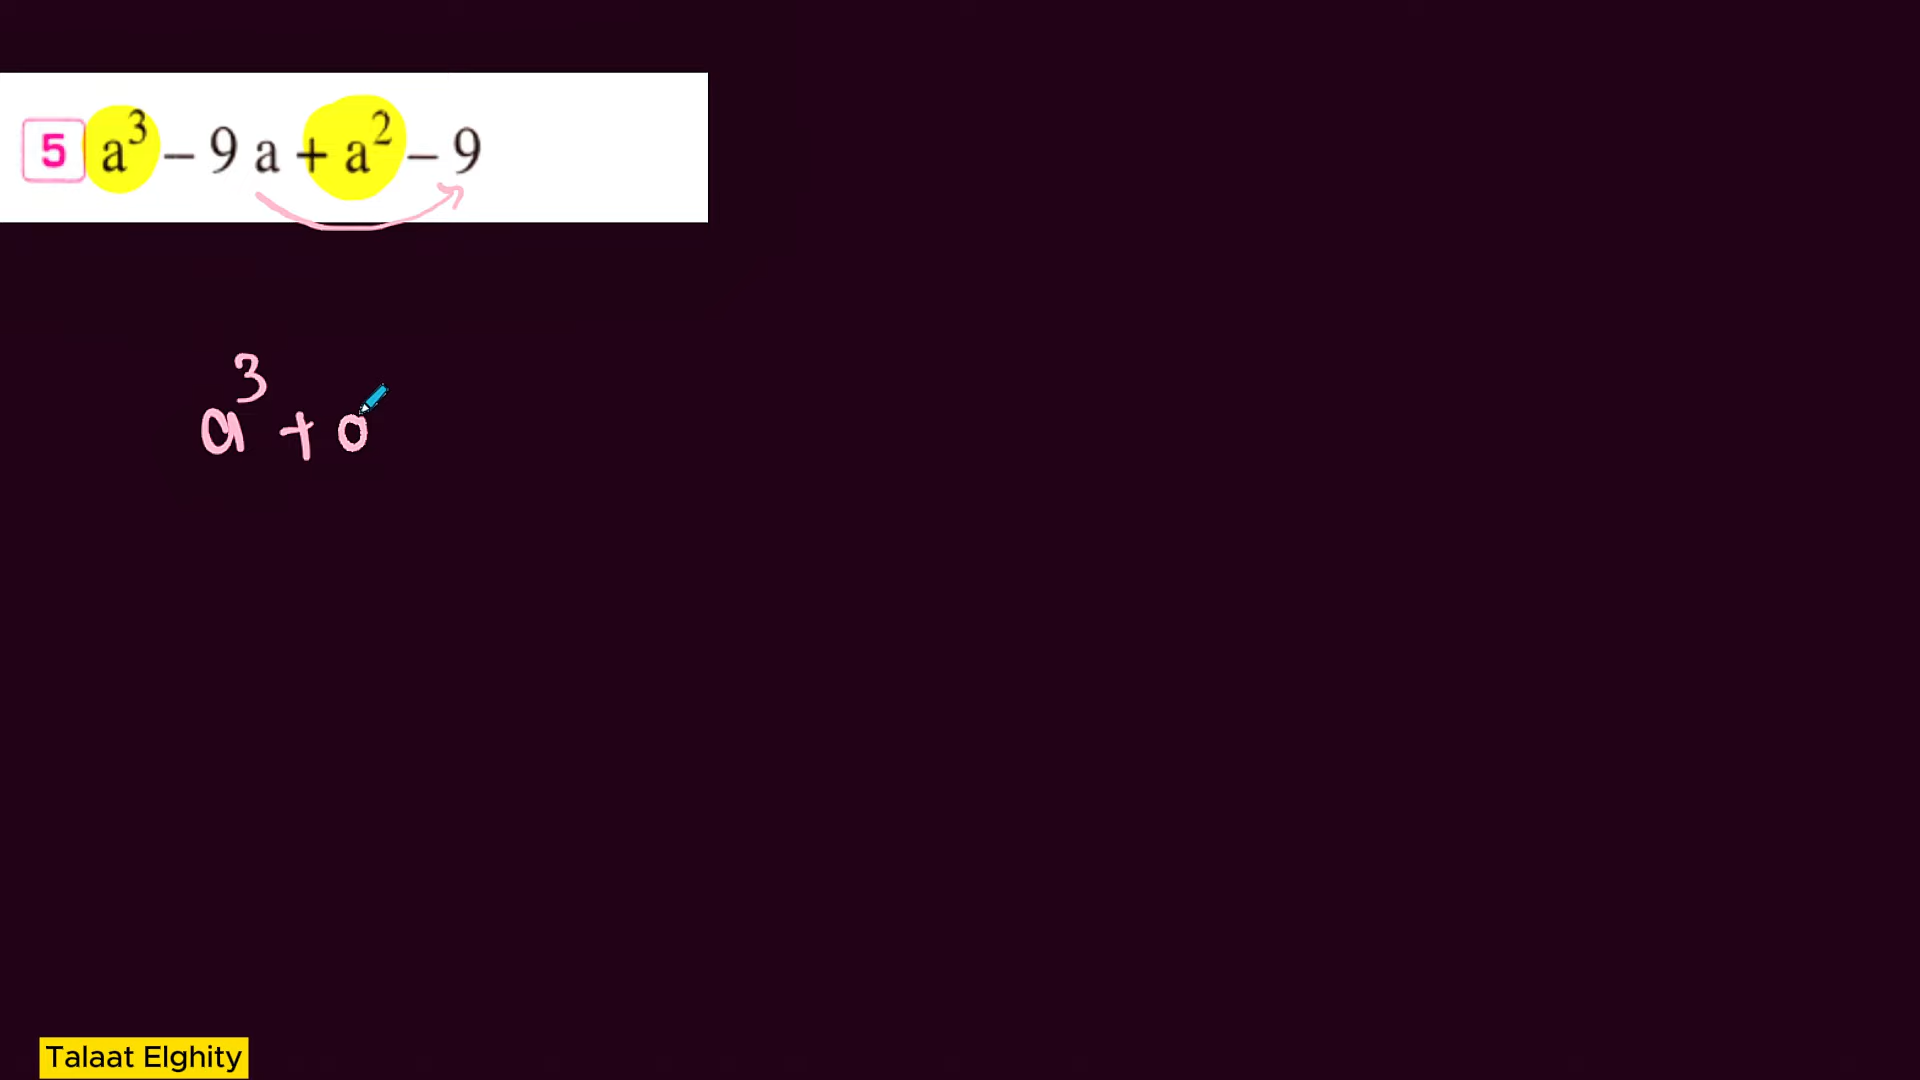 5 a³ – 9 a + a² – 9
a³ + o
Talaat Elghity